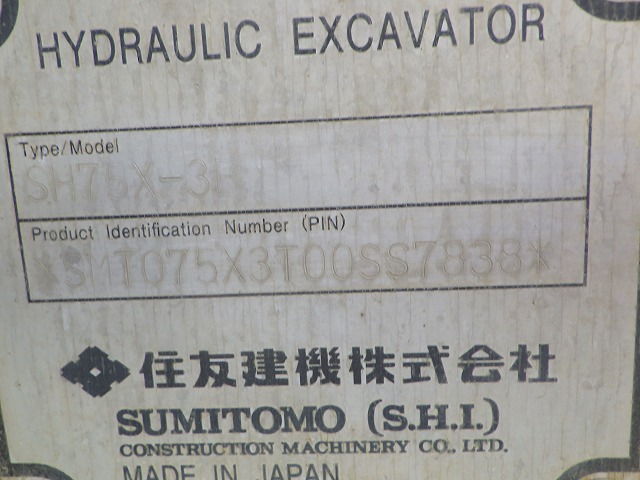 HYDRAULIC EXCAVATOR
Type/Model
SH75X-3B
Product Identification Number (PIN)
*SMT075X3T00SS7838*
住友建機株式会社
SUMITOMO (S.H.I.)
CONSTRUCTION MACHINERY CO., LTD.
MADE IN JAPAN